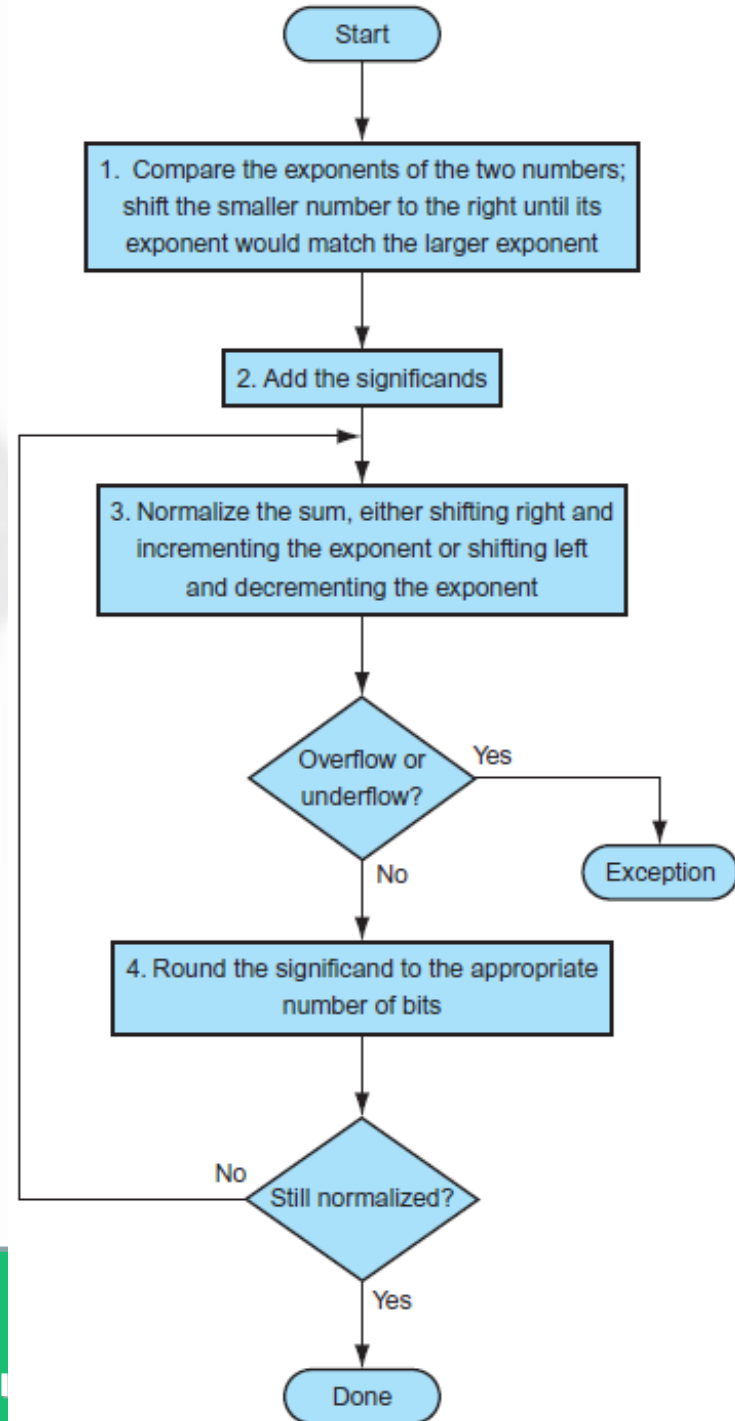 Start
1. Compare the exponents of the two numbers;
shift the smaller number to the right until its
exponent would match the larger exponent
2. Add the significands
3. Normalize the sum, either shifting right and
incrementing the exponent or shifting left
and decrementing the exponent
Overflow or
underflow?
Yes
No
Exception
4. Round the significand to the appropriate
number of bits
No
Still normalized?
Yes
Done